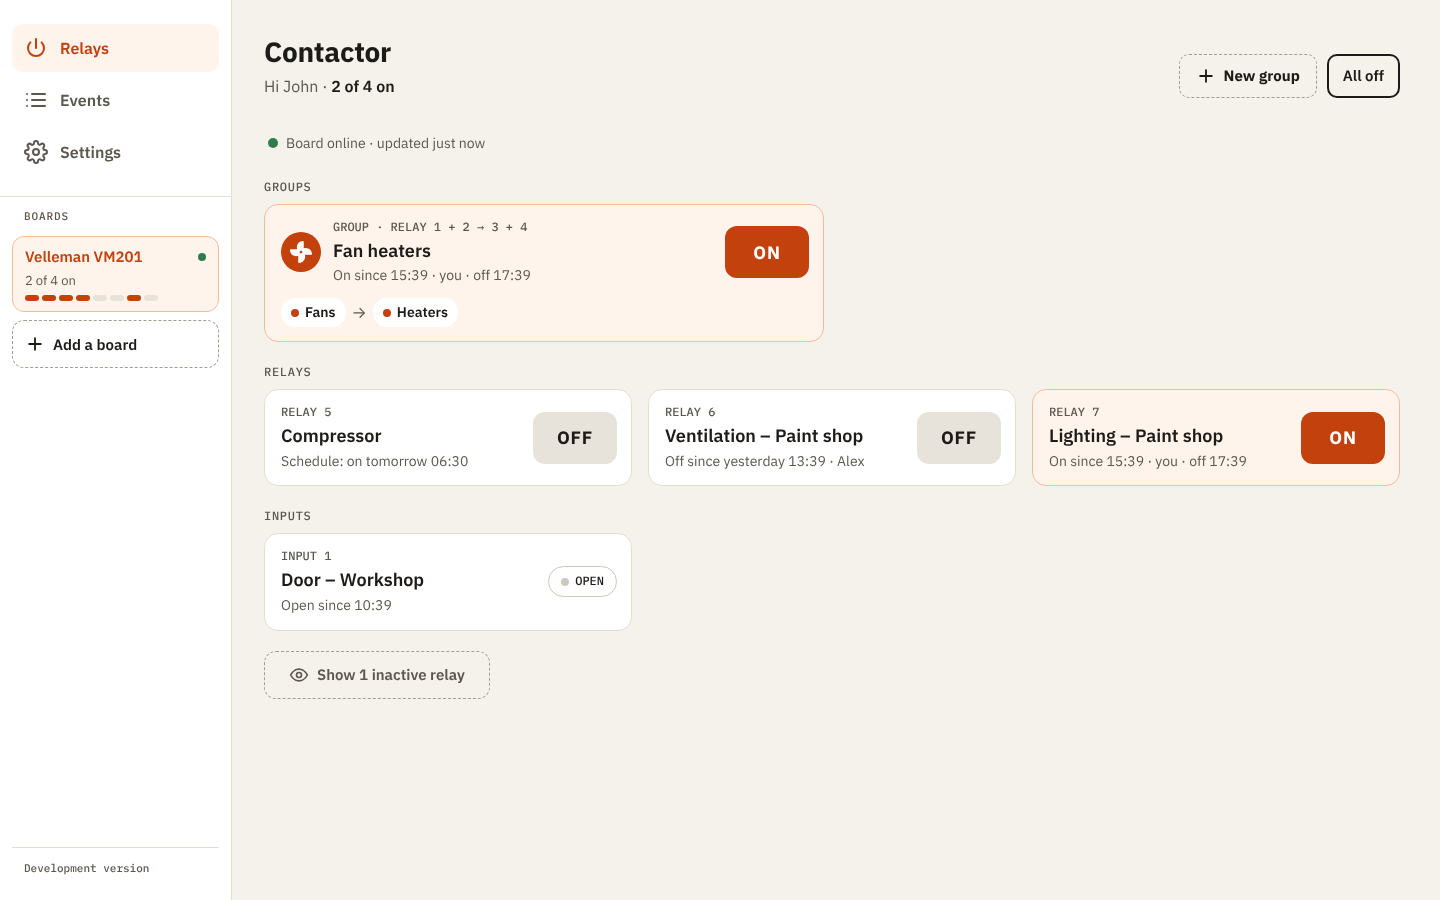 Relays
Events
Settings
BOARDS
Velleman VM201
2 of 4 on
Add a board
Development version
Contactor
Hi John · 2 of 4 on
New group
All off
Board online · updated just now
GROUPS
GROUP · RELAY 1 + 2 → 3 + 4
Fan heaters
On since 15:39 · you · off 17:39
ON
Fans → Heaters
RELAYS
RELAY 5
Compressor
Schedule: on tomorrow 06:30
OFF
RELAY 6
Ventilation – Paint shop
Off since yesterday 13:39 · Alex
OFF
RELAY 7
Lighting – Paint shop
On since 15:39 · you · off 17:39
ON
INPUTS
INPUT 1
Door – Workshop
Open since 10:39
OPEN
Show 1 inactive relay